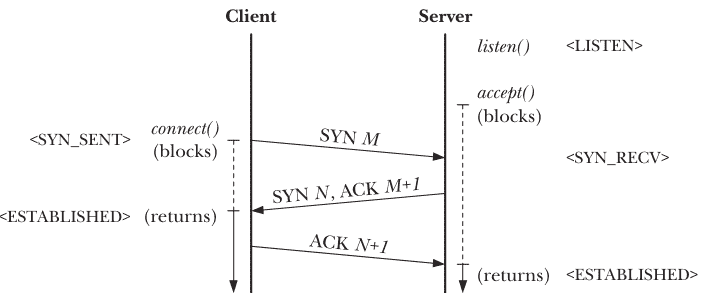 Client Server
listen() <LISTEN>
accept()
(blocks)
<SYN_SENT> connect()
(blocks)
SYN M
<SYN_RECV>
SYN N, ACK M+1
<ESTABLISHED> (returns)
ACK N+1
(returns) <ESTABLISHED>